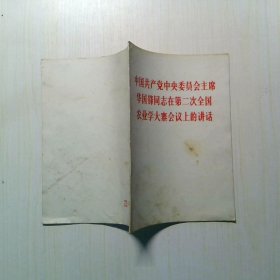 中国共产党中央委员会主席
华国锋同志在第二次全国
农业学大寨会议上的讲话